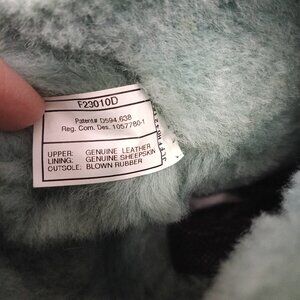 F23010D
Patent# D594,638
Reg. Com. Des. 1057780-1
UPPER: GENUINE LEATHER
LINING: GENUINE SHEEPSKIN
OUTSOLE: BLOWN RUBBER